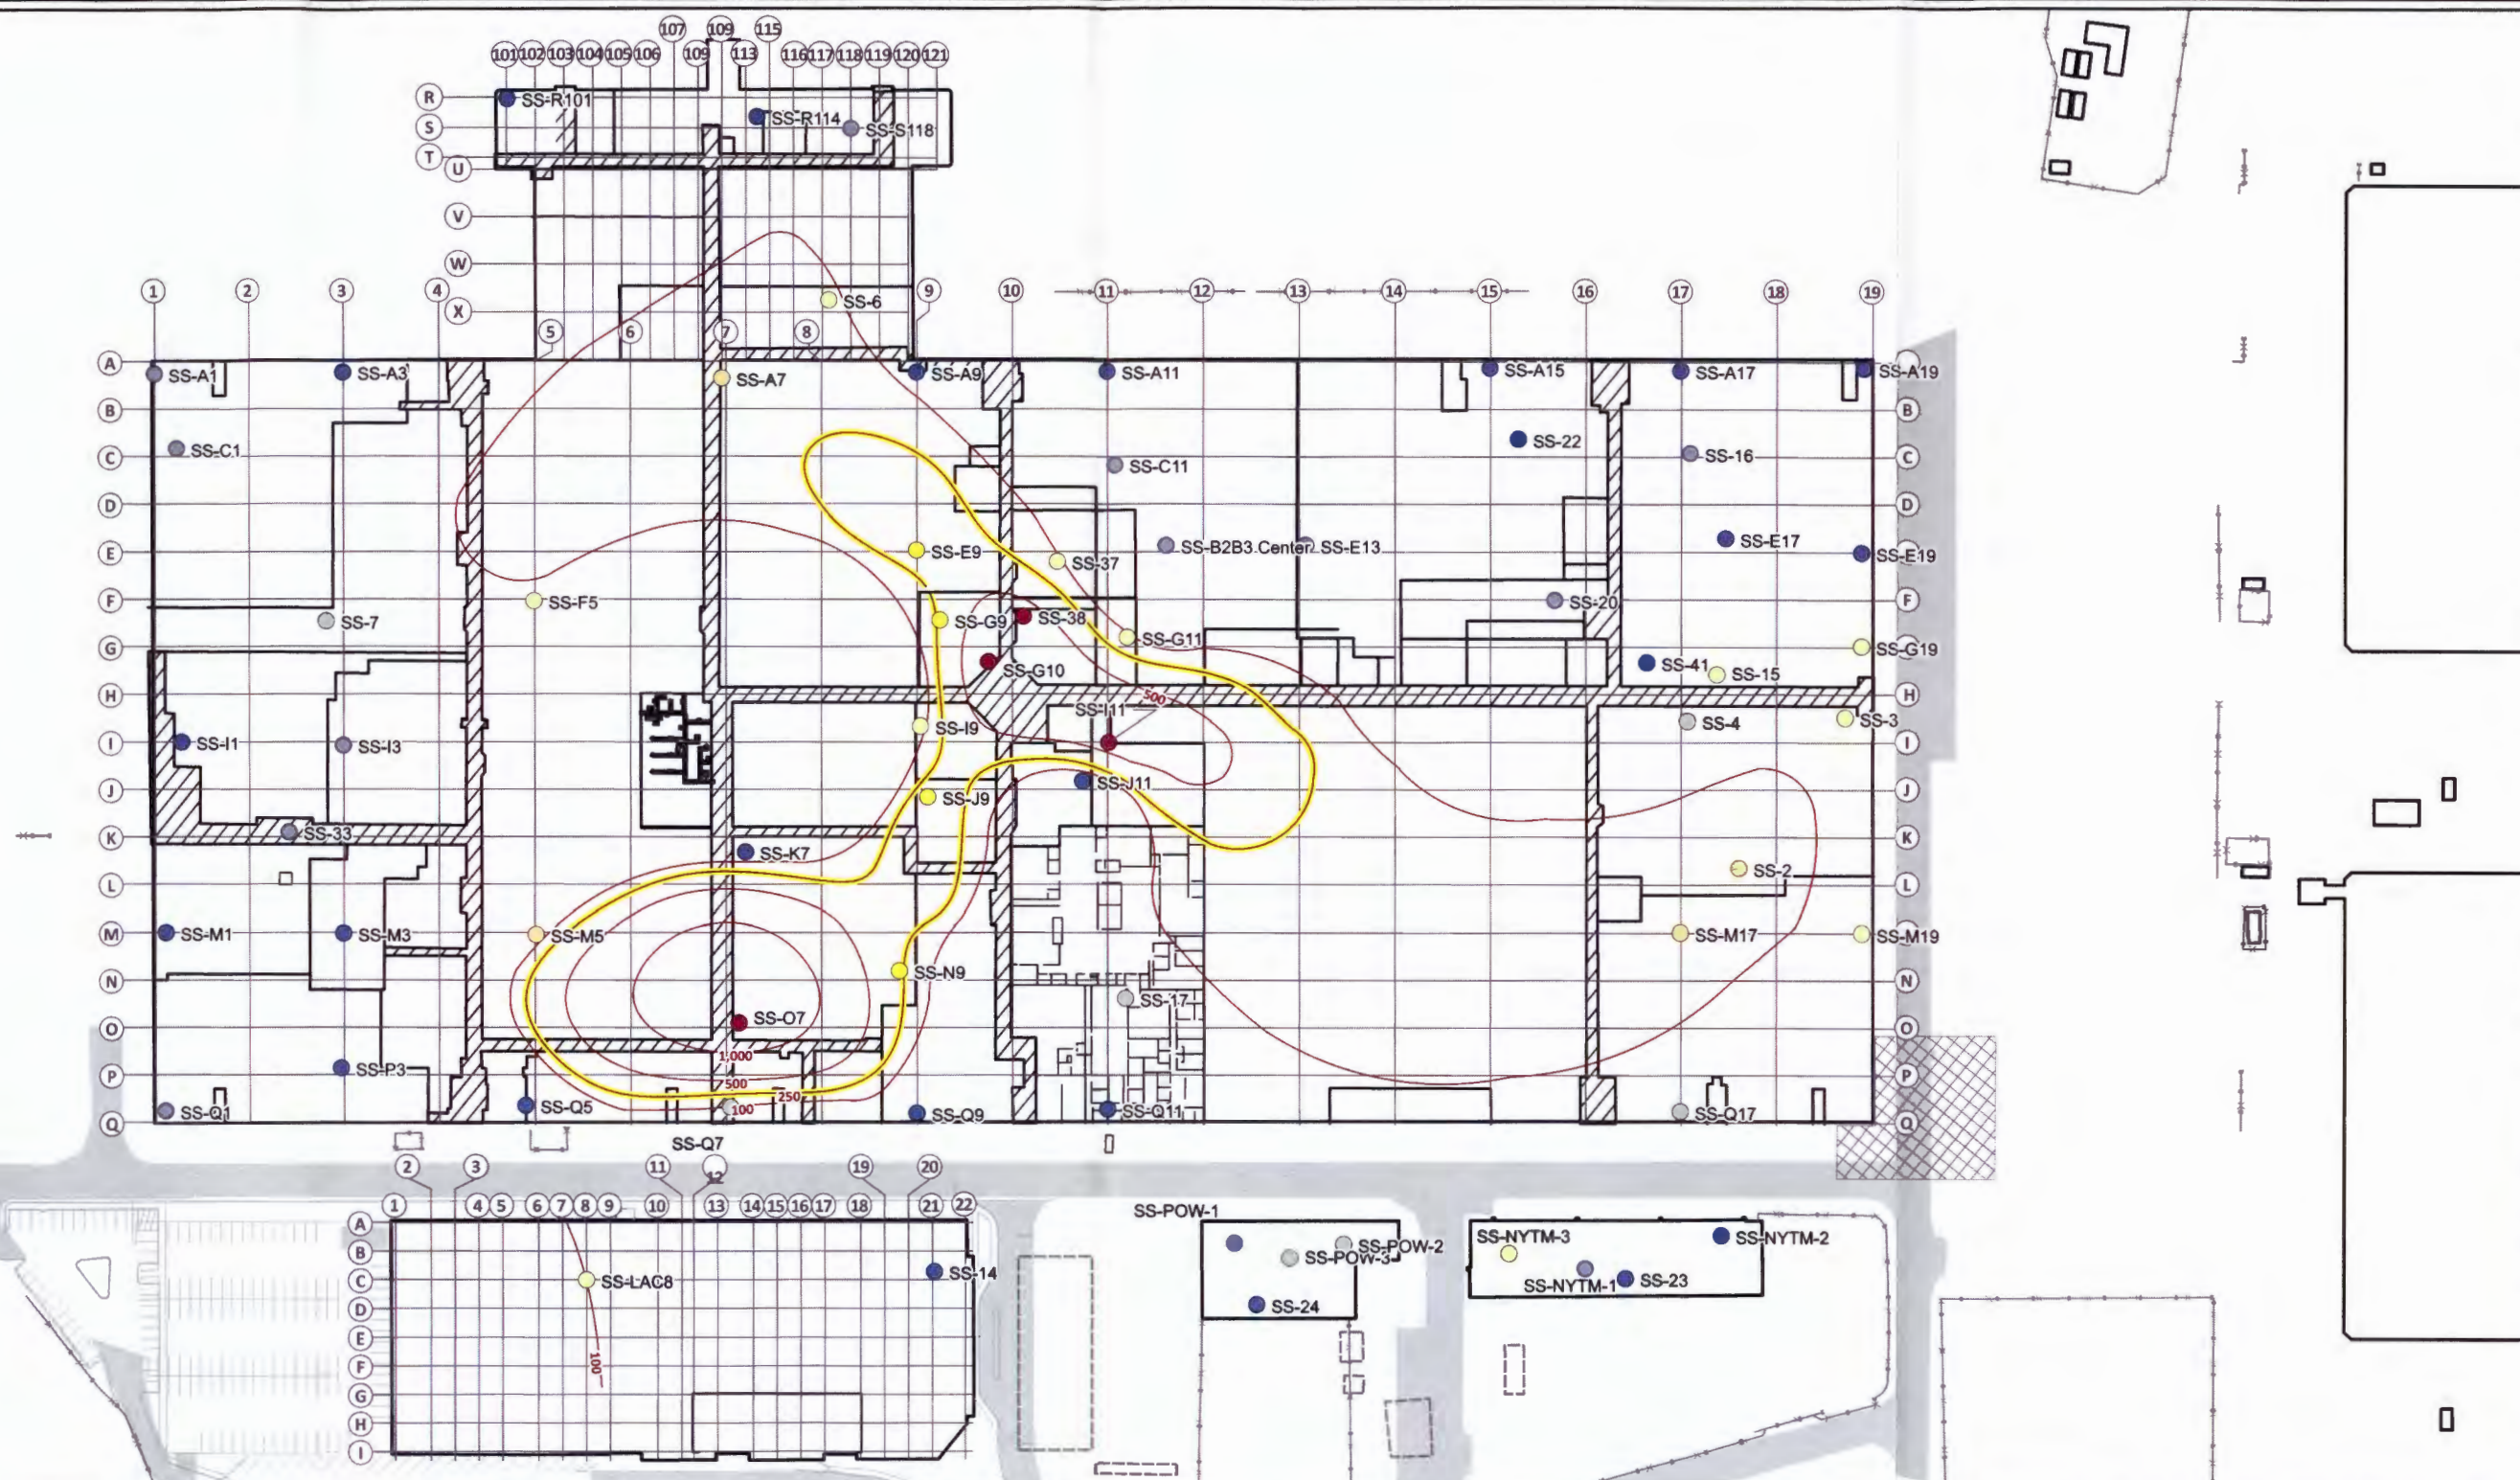 107 109 115
101 102 103 104 105 106 109 113 116 117 118 119 120 121
R SS-R101 SS-R114
S SS-S118
T
U
V
W
1 2 3 4 9 10 11 12 13 14 15 16 17 18 19
SS-6
X
5 6 7 8
A SS-A1 SS-A3 SS-A7 SS-A9 SS-A11 SS-A15 SS-A17 SS-A19
B B
SS-22
C SS-C1 SS-C11 SS-16 C
D D
E SS-E9 SS-37 SS-B2B3 Center SS-E13 SS-E17 SS-E19
F SS-F5 SS-20 F
SS-7 SS-G9 SS-38 SS-G11
G SS-G19
SS-G10 SS-41 SS-15
H 500 H
SS-I11
SS-I9 SS-4 SS-3
I SS-I1 SS-I3 I
J SS-J9 SS-J11 J
K SS-33 K
SS-K7
SS-2
L L
M SS-M1 SS-M3 SS-M5 SS-M17 SS-M19
SS-N9
N N
SS-17
O SS-O7 O
1,000
P SS-P3 500 P
250
SS-Q1 SS-Q5 100 SS-Q9 SS-Q11 SS-Q17
Q Q
SS-Q7
2 3 11 12 19 20
1 4 5 6 7 8 9 10 13 14 15 16 17 18 21 22
SS-POW-1
A
B SS-POW-2 SS-NYTM-3 SS-NYTM-2
SS-POW-3
C SS-LAC8 SS-14 SS-NYTM-1 SS-23
D SS-24
E
F 100
G
H
I